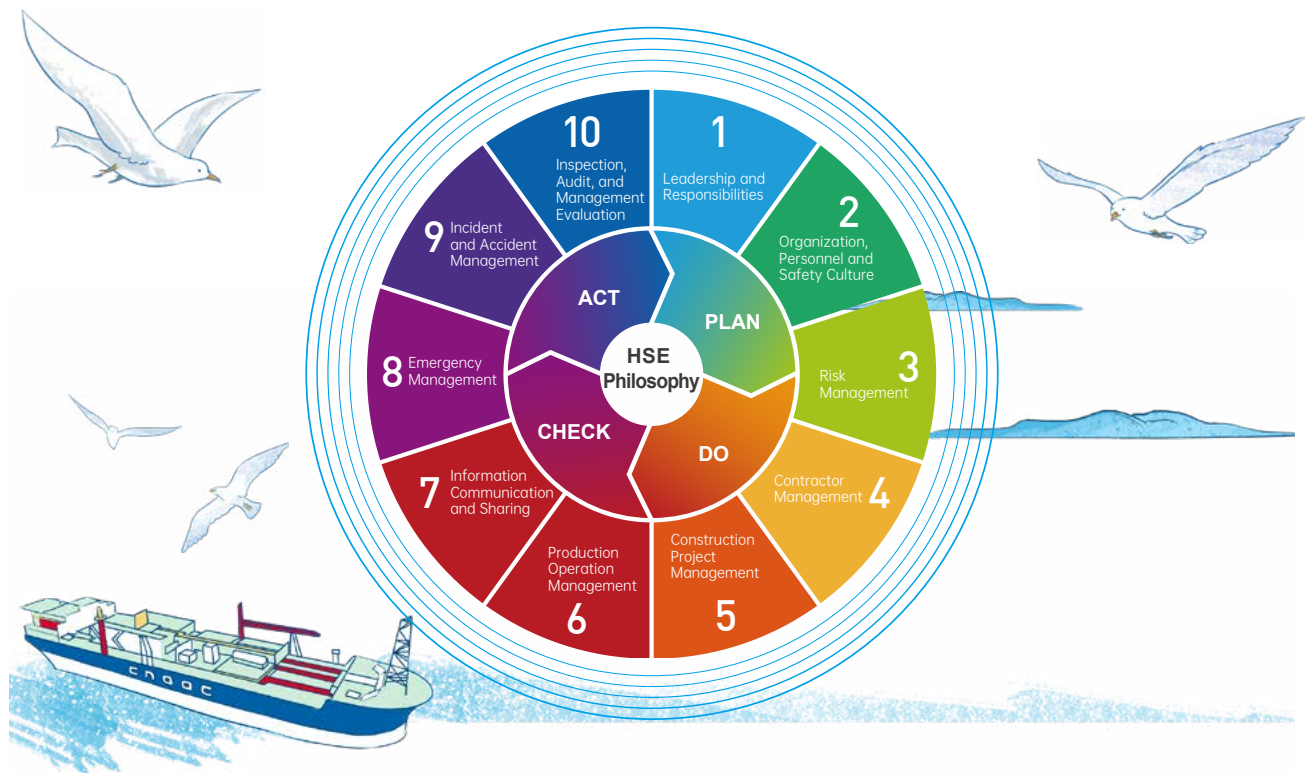 1
Leadership and
Responsibilities
2
Organization,
Personnel and
Safety Culture
3
Risk
Management
Contractor
Management
4
Construction
Project
Management
5
Production
Operation
Management
6
7
Information
Communication
and Sharing
8
Emergency
Management
9
Incident
and Accident
Management
10
Inspection,
Audit, and
Management
Evaluation
PLAN
DO
CHECK
ACT
HSE
Philosophy
cnooc